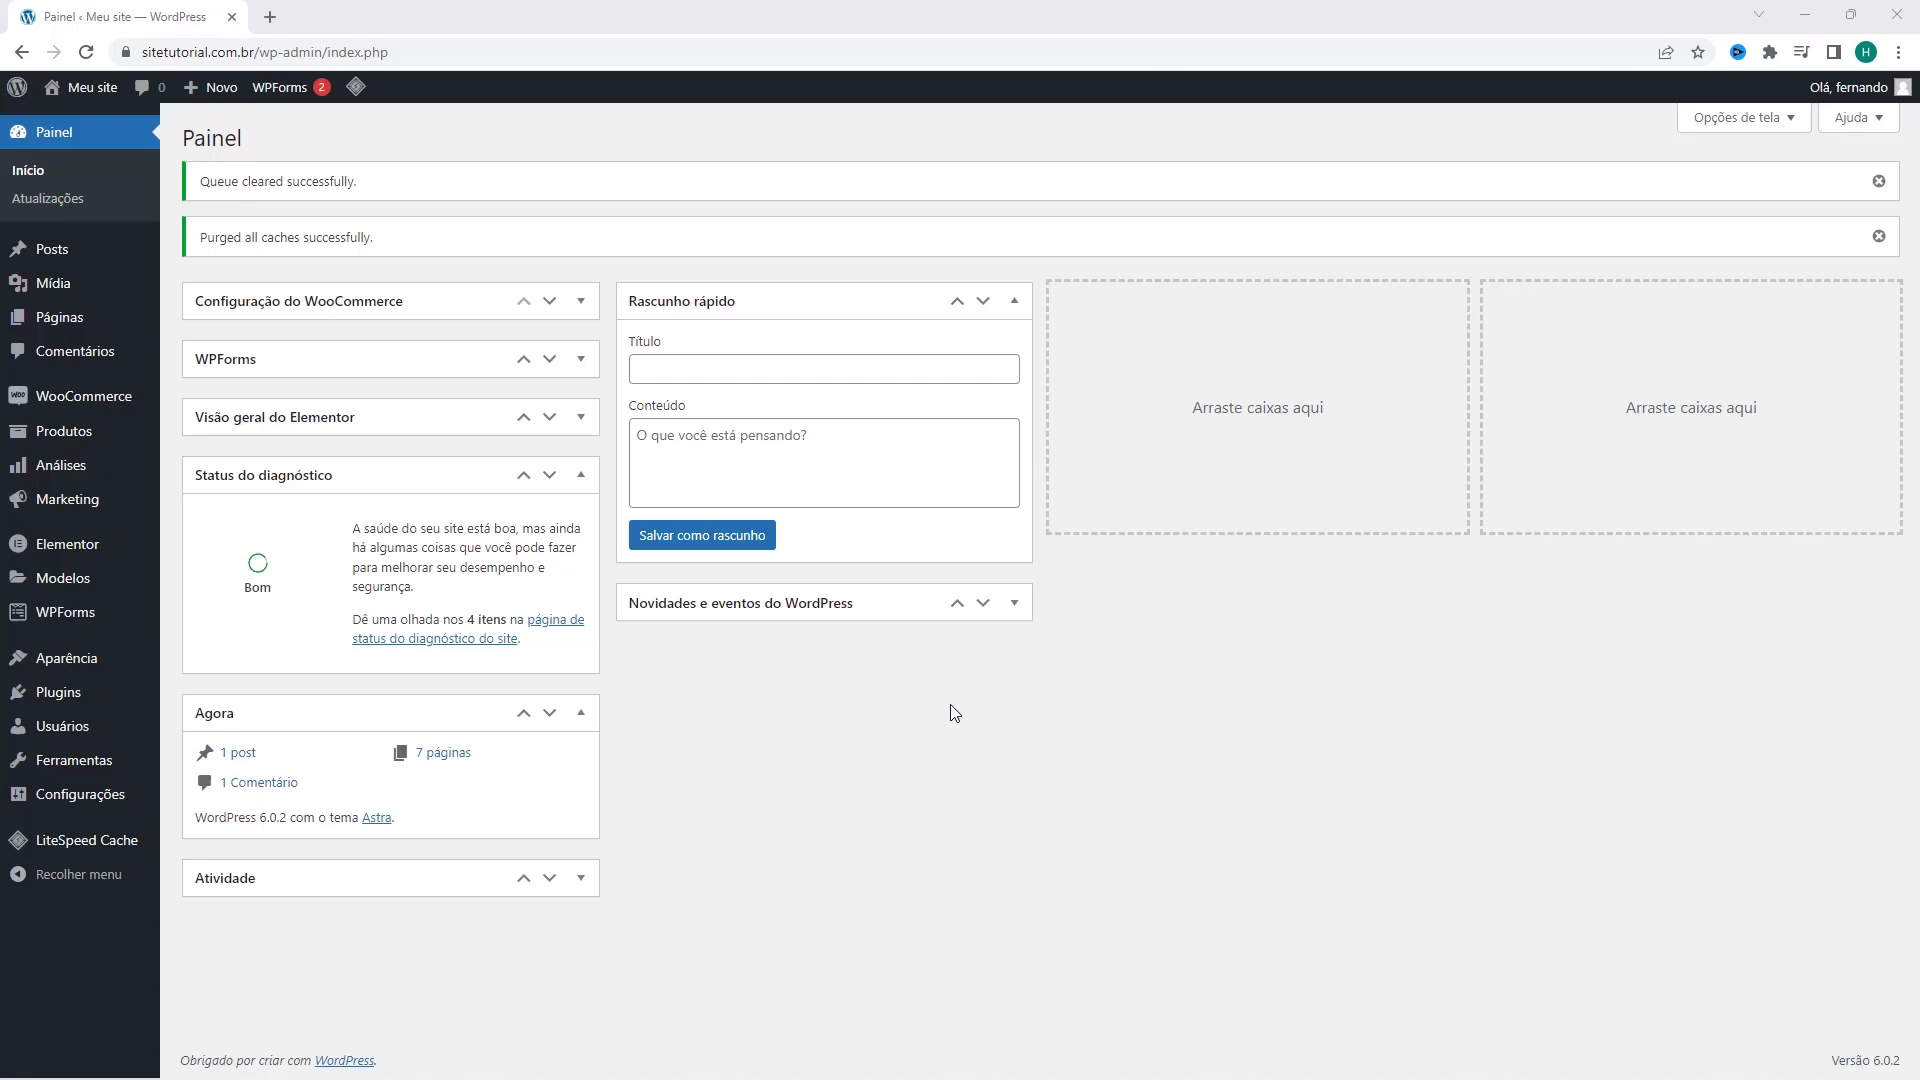 Painel ‹ Meu site — WordPress
sitetutorial.com.br/wp-admin/index.php
H
Meu site
0
Novo
WPForms 2
Olá, fernando
Painel
Início
Atualizações
Posts
Mídia
Páginas
Comentários
WooCommerce
Produtos
Análises
Marketing
Elementor
Modelos
WPForms
Aparência
Plugins
Usuários
Ferramentas
Configurações
LiteSpeed Cache
Recolher menu
Opções de tela
Ajuda
Painel
Queue cleared successfully.
Purged all caches successfully.
Configuração do WooCommerce
WPForms
Visão geral do Elementor
Status do diagnóstico
Bom
A saúde do seu site está boa, mas ainda
há algumas coisas que você pode fazer
para melhorar seu desempenho e
segurança.
Dê uma olhada nos 4 itens na página de
status do diagnóstico do site.
Agora
1 post
7 páginas
1 Comentário
WordPress 6.0.2 com o tema Astra.
Atividade
Rascunho rápido
Título
Conteúdo
O que você está pensando?
Salvar como rascunho
Novidades e eventos do WordPress
Arraste caixas aqui
Arraste caixas aqui
Obrigado por criar com WordPress.
Versão 6.0.2